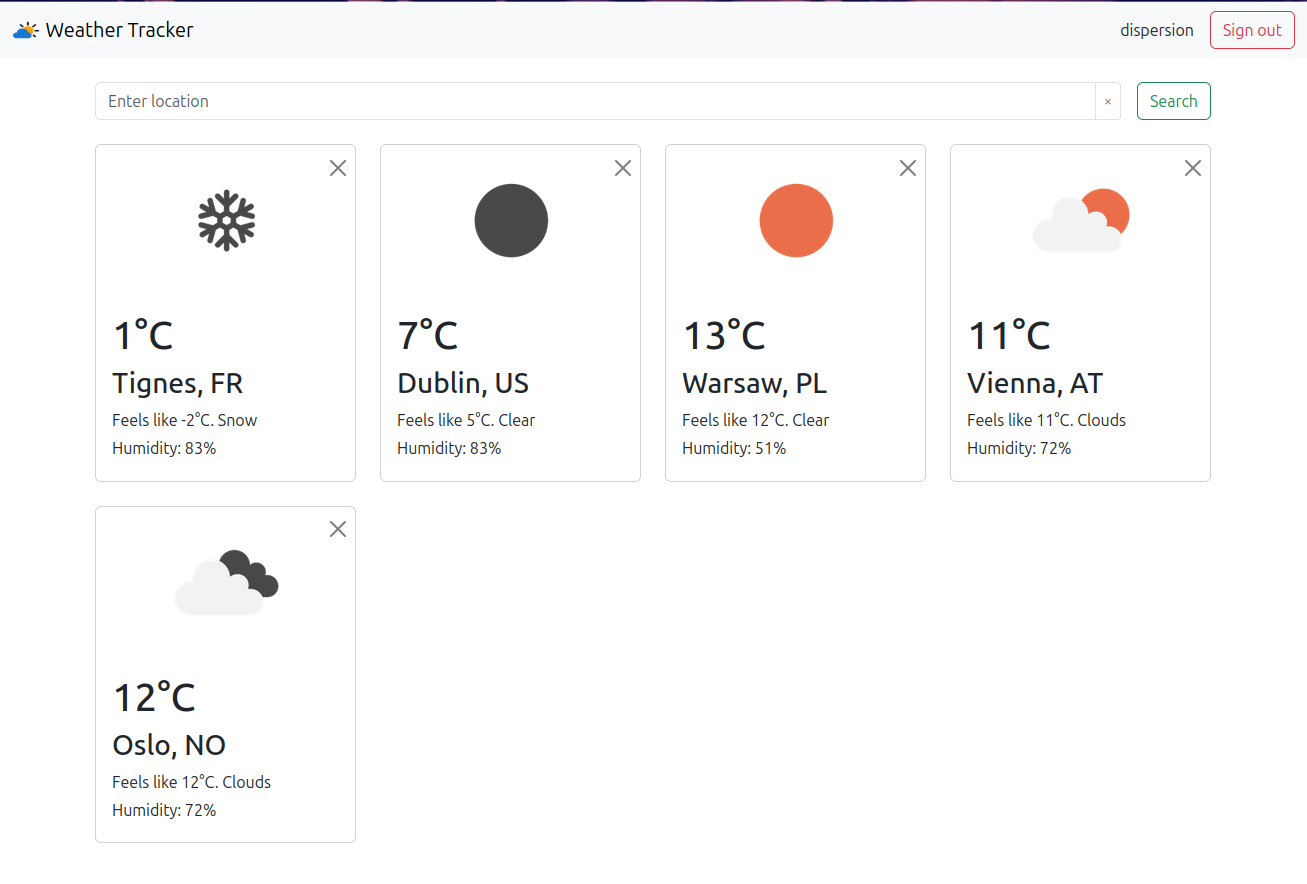 Weather Tracker
dispersion
Sign out
Enter location
×
Search
1°C
Tignes, FR
Feels like -2°C. Snow
Humidity: 83%
7°C
Dublin, US
Feels like 5°C. Clear
Humidity: 83%
13°C
Warsaw, PL
Feels like 12°C. Clear
Humidity: 51%
11°C
Vienna, AT
Feels like 11°C. Clouds
Humidity: 72%
12°C
Oslo, NO
Feels like 12°C. Clouds
Humidity: 72%